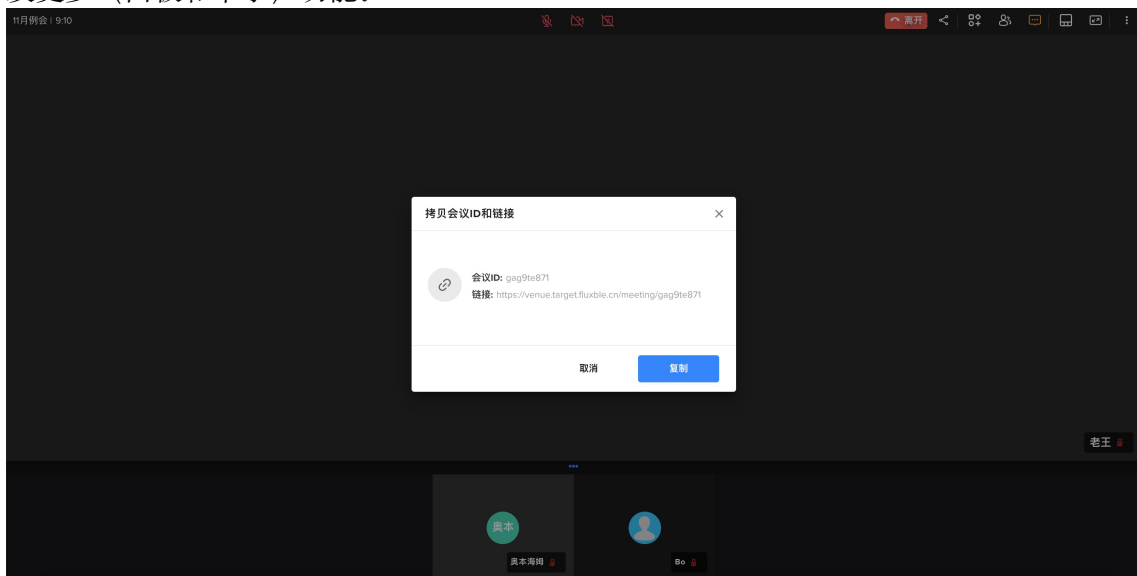 11月例会 | 9:10
离开
拷贝会议ID和链接
会议ID: gag9te871
链接: https://venue.target.fluxble.cn/meeting/gag9te871
取消
复制
老王
奥本
奥本海姆
Bo